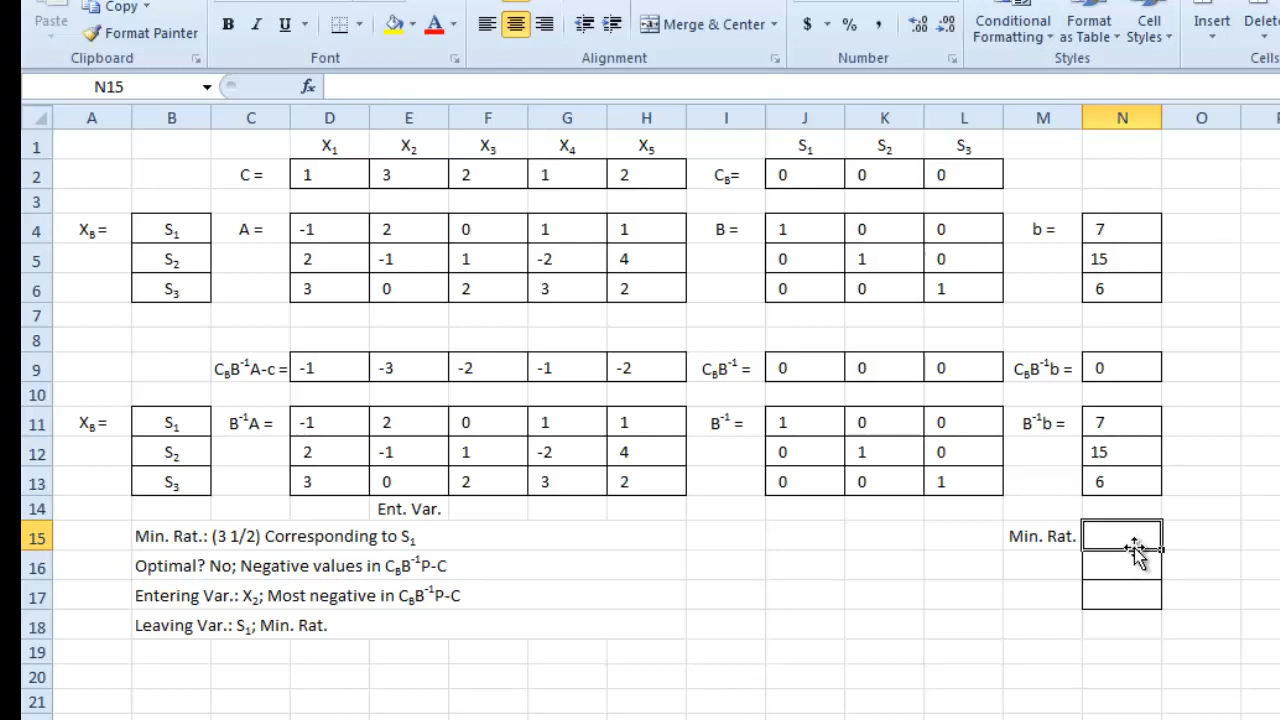 Paste Copy Format Painter Clipboard
B I U A Font
Merge & Center Alignment
$ % , .0 .00 .00 .0 Number
Conditional Formatting Format as Table Cell Styles Styles
Insert Delet Cells
N15 fx
A B C D E F G H I J K L M N O
1 X1 X2 X3 X4 X5 S1 S2 S3
2 C = 1 3 2 1 2 CB= 0 0 0
3
4 XB = S1 A = -1 2 0 1 1 B = 1 0 0 b = 7
5 S2 2 -1 1 -2 4 0 1 0 15
6 S3 3 0 2 3 2 0 0 1 6
7
8
9 CBB-1A-c = -1 -3 -2 -1 -2 CBB-1 = 0 0 0 CBB-1b = 0
10
11 XB = S1 B-1A = -1 2 0 1 1 B-1 = 1 0 0 B-1b = 7
12 S2 2 -1 1 -2 4 0 1 0 15
13 S3 3 0 2 3 2 0 0 1 6
14 Ent. Var.
15 Min. Rat.: (3 1/2) Corresponding to S1 Min. Rat.
16 Optimal? No; Negative values in CBB-1P-C
17 Entering Var.: X2; Most negative in CBB-1P-C
18 Leaving Var.: S1; Min. Rat.
19
20
21